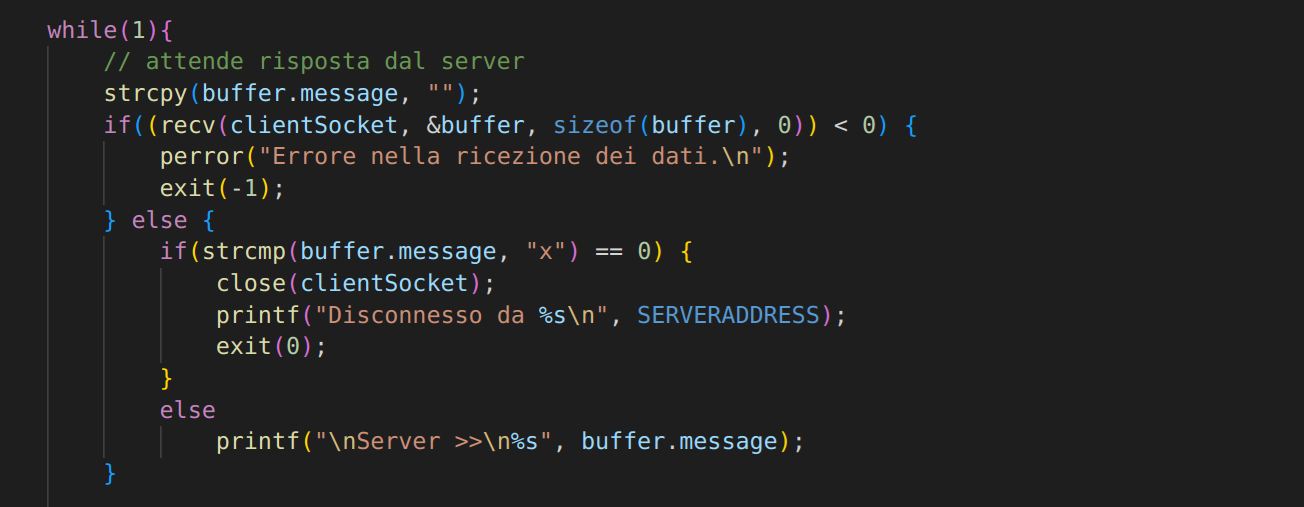 while(1){
// attende risposta dal server
strcpy(buffer.message, "");
if((recv(clientSocket, &buffer, sizeof(buffer), 0)) < 0) {
perror("Errore nella ricezione dei dati.\n");
exit(-1);
} else {
if(strcmp(buffer.message, "x") == 0) {
close(clientSocket);
printf("Disconnesso da %s\n", SERVERADDRESS);
exit(0);
}
else
printf("\nServer >>\n%s", buffer.message);
}